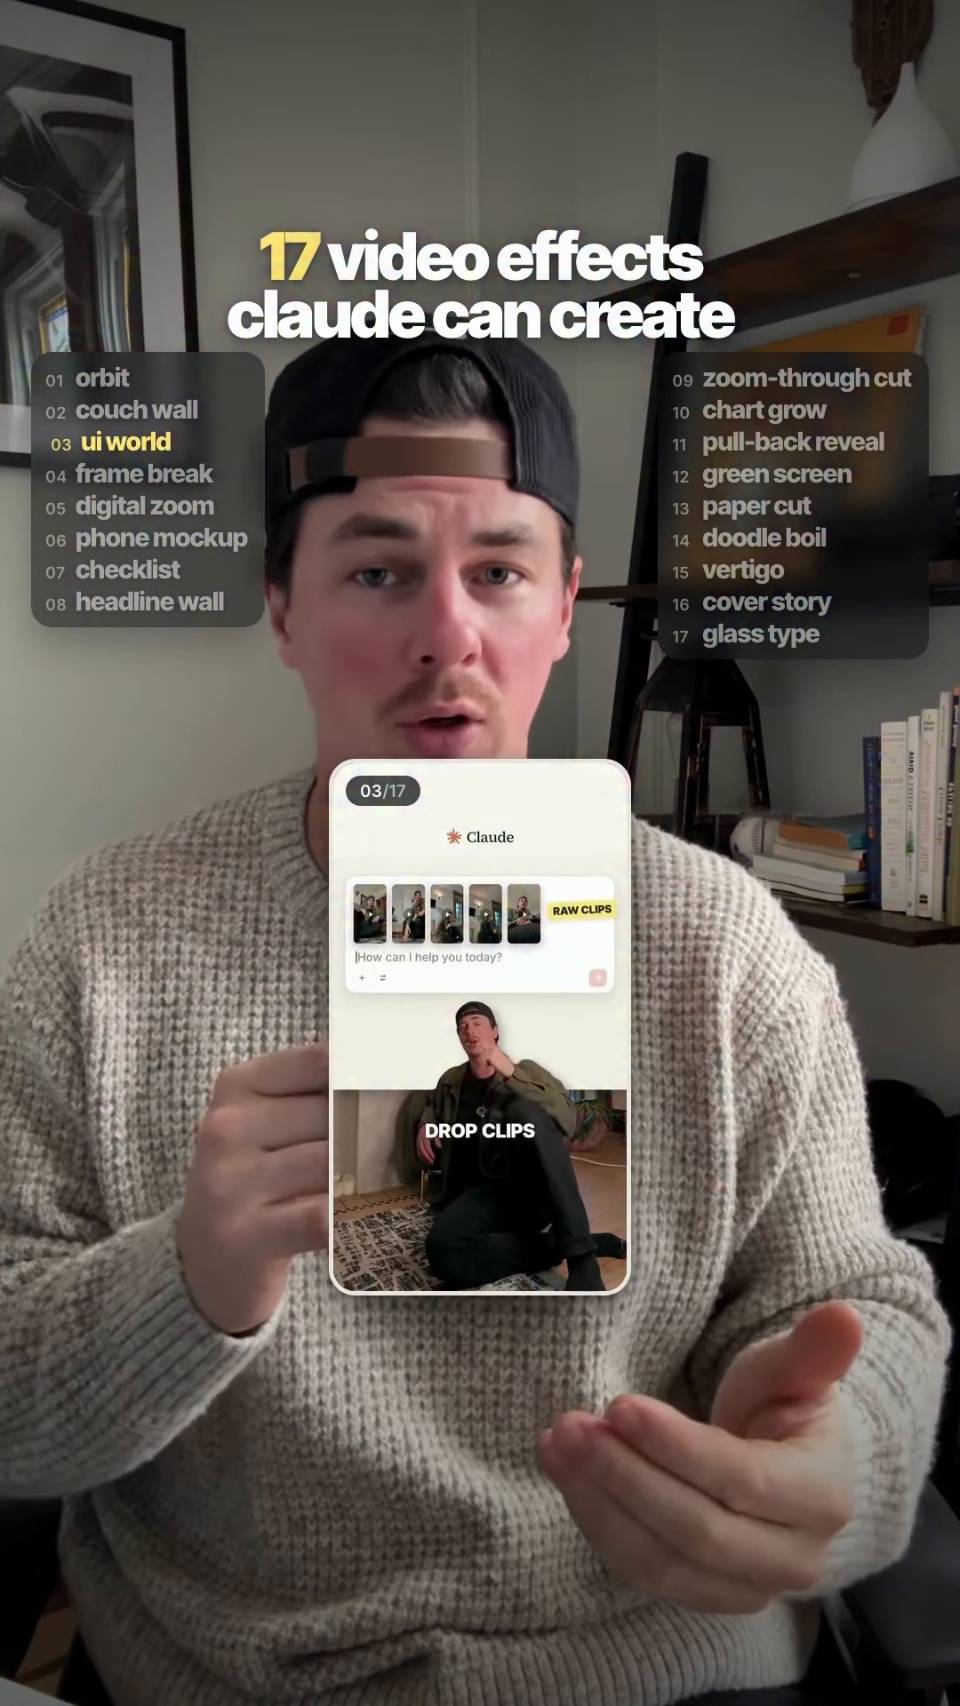 17 video effects
claude can create
01 orbit
02 couch wall
03 ui world
04 frame break
05 digital zoom
06 phone mockup
07 checklist
08 headline wall
09 zoom-through cut
10 chart grow
11 pull-back reveal
12 green screen
13 paper cut
14 doodle boil
15 vertigo
16 cover story
17 glass type
03/17
Claude
RAW CLIPS
How can I help you today?
DROP CLIPS